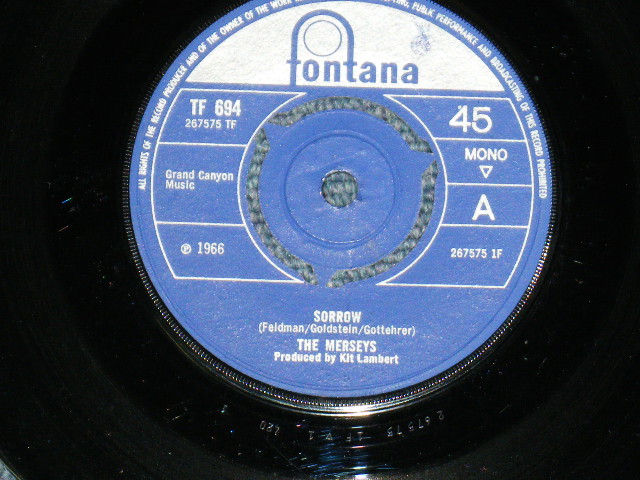 ALL RIGHTS OF THE RECORD PRODUCER AND OF THE OWNER OF THE WORK
PUBLIC PERFORMANCE AND BROADCASTING OF THIS RECORD PROHIBITED
fontana
TF 694
267575 TF
45
MONO
Grand Canyon
Music
A
℗ 1966
267575 1F
SORROW
(Feldman/Goldstein/Gottehrer)
THE MERSEYS
Produced by Kit Lambert